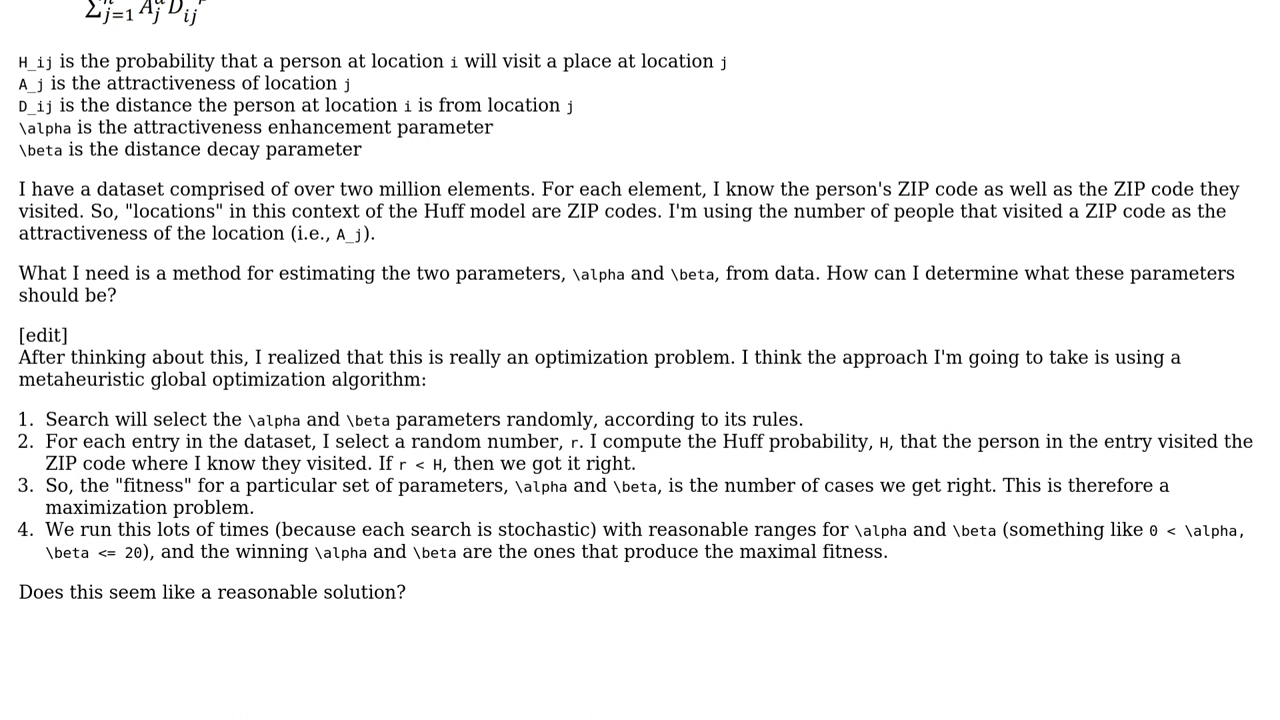 H_ij is the probability that a person at location i will visit a place at location j
A_j is the attractiveness of location j
D_ij is the distance the person at location i is from location j
\alpha is the attractiveness enhancement parameter
\beta is the distance decay parameter
I have a dataset comprised of over two million elements. For each element, I know the person's ZIP code as well as the ZIP code they
visited. So, "locations" in this context of the Huff model are ZIP codes. I'm using the number of people that visited a ZIP code as the
attractiveness of the location (i.e., A_j).
What I need is a method for estimating the two parameters, \alpha and \beta, from data. How can I determine what these parameters
should be?
[edit]
After thinking about this, I realized that this is really an optimization problem. I think the approach I'm going to take is using a
metaheuristic global optimization algorithm:
1. Search will select the \alpha and \beta parameters randomly, according to its rules.
2. For each entry in the dataset, I select a random number, r. I compute the Huff probability, H, that the person in the entry visited the
ZIP code where I know they visited. If r < H, then we got it right.
3. So, the "fitness" for a particular set of parameters, \alpha and \beta, is the number of cases we get right. This is therefore a
maximization problem.
4. We run this lots of times (because each search is stochastic) with reasonable ranges for \alpha and \beta (something like 0 < \alpha,
\beta <= 20), and the winning \alpha and \beta are the ones that produce the maximal fitness.
Does this seem like a reasonable solution?